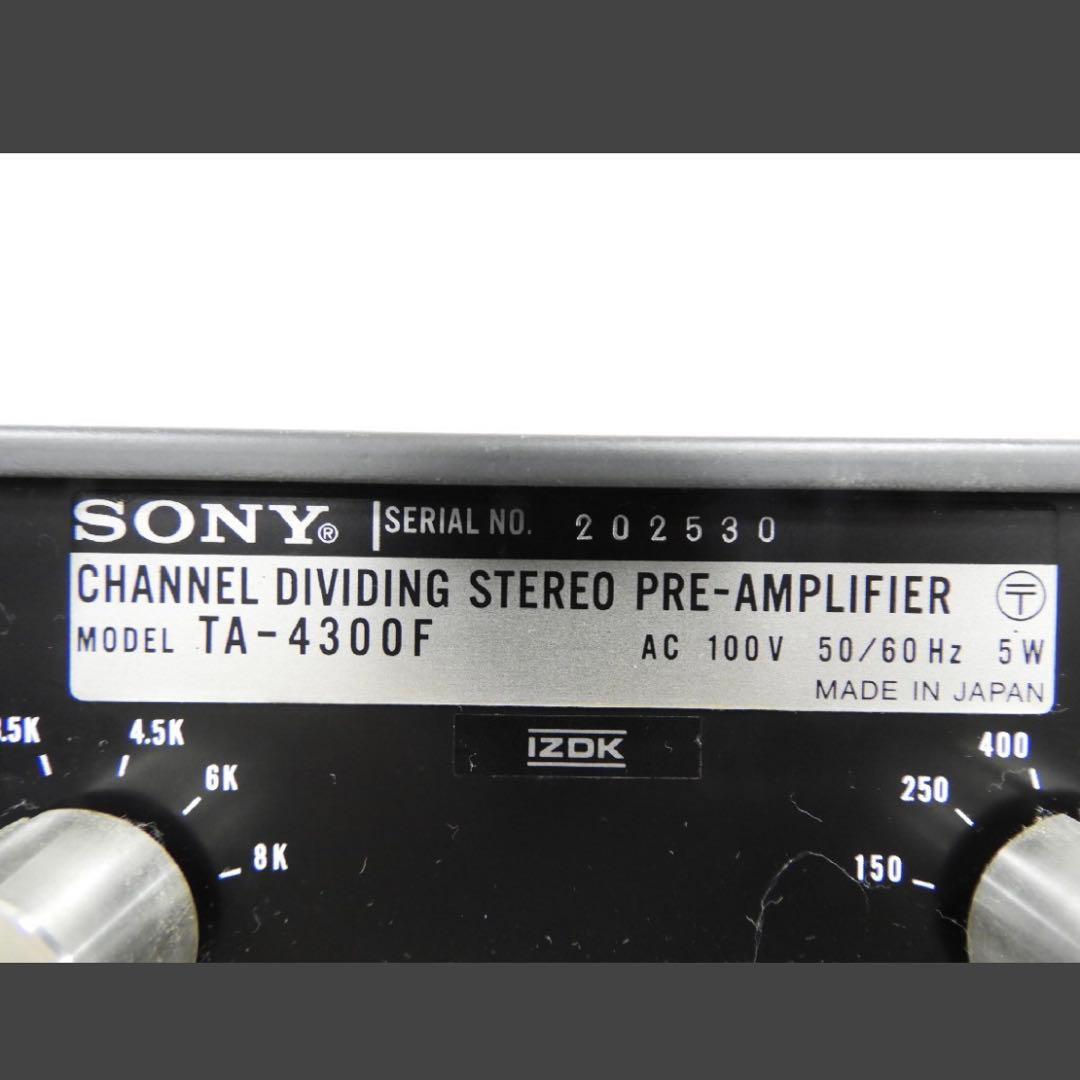 SONY® SERIAL NO. 202530
CHANNEL DIVIDING STEREO PRE-AMPLIFIER 〒
MODEL TA-4300F AC 100V 50/60Hz 5W
MADE IN JAPAN
IZDK
.5K 4.5K 6K 8K
400 250 150